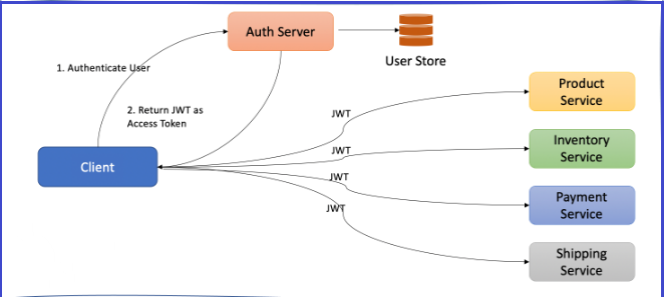 Auth Server
User Store
1. Authenticate User
2. Return JWT as
Access Token
Client
JWT
JWT
JWT
JWT
Product
Service
Inventory
Service
Payment
Service
Shipping
Service